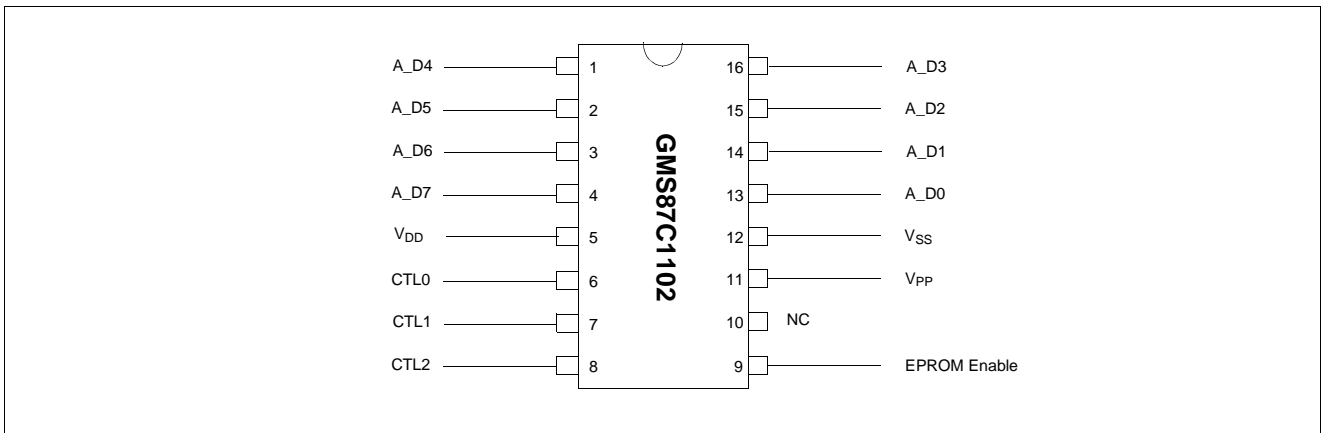 A_D4 1 16 A_D3
A_D5 2 15 A_D2
A_D6 3 14 A_D1
A_D7 4 13 A_D0
VDD 5 12 VSS
CTL0 6 11 VPP
CTL1 7 10 NC
CTL2 8 9 EPROM Enable
GMS87C1102